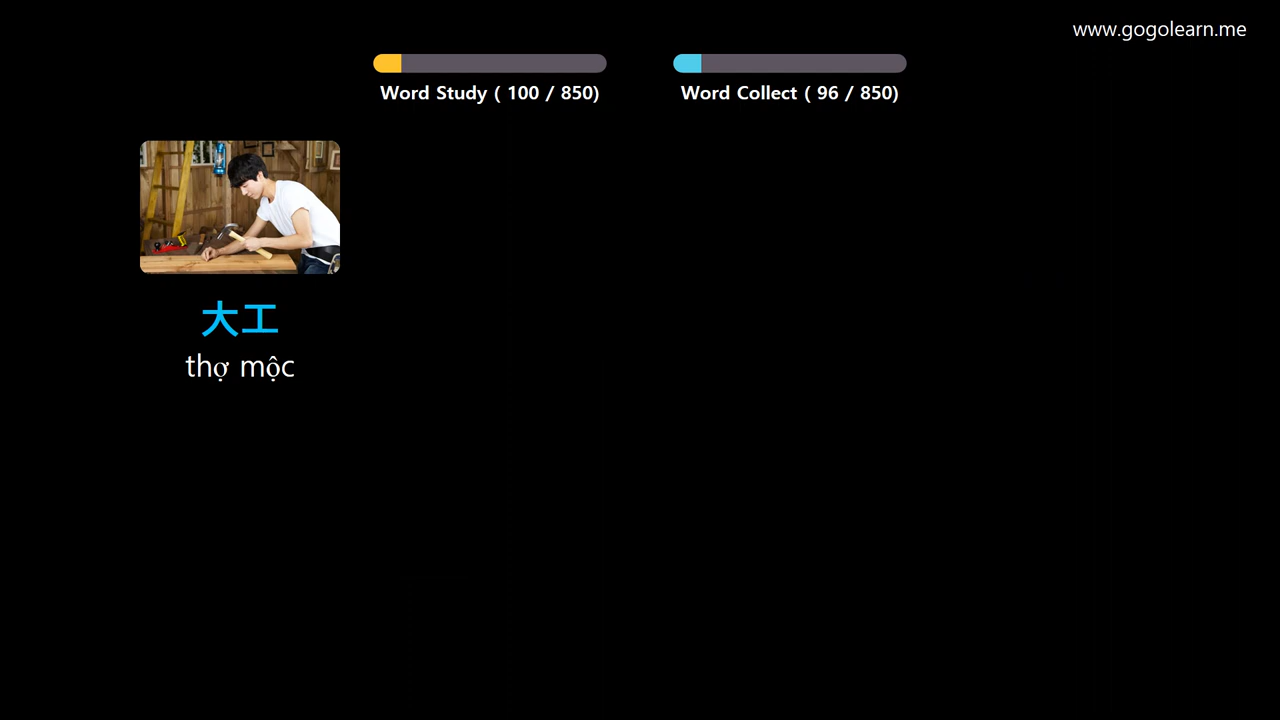 www.gogolearn.me
Word Study ( 100 / 850)
Word Collect ( 96 / 850)
大工
thợ mộc